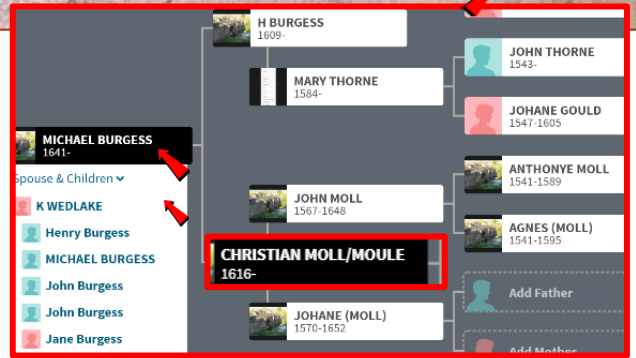 H BURGESS
1609-
MARY THORNE
1584-
JOHN THORNE
1543-
JOHANE GOULD
1547-1605
MICHAEL BURGESS
1641-
Spouse & Children
K WEDLAKE
Henry Burgess
MICHAEL BURGESS
John Burgess
John Burgess
Jane Burgess
JOHN MOLL
1567-1648
ANTHONYE MOLL
1541-1589
AGNES (MOLL)
1541-1595
CHRISTIAN MOLL/MOULE
1616-
JOHANE (MOLL)
1570-1652
Add Father
Add Mother